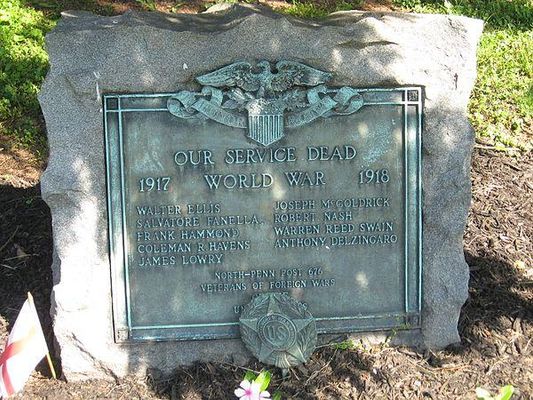 OUR SERVICE DEAD
1917 WORLD WAR 1918
WALTER ELLIS
SALVATORE FANELLA
FRANK HAMMOND
COLEMAN R HAVENS
JAMES LOWRY
JOSEPH McGOLDRICK
ROBERT NASH
WARREN REED SWAIN
ANTHONY DELZINGARO
NORTH-PENN POST 676
VETERANS OF FOREIGN WARS
US